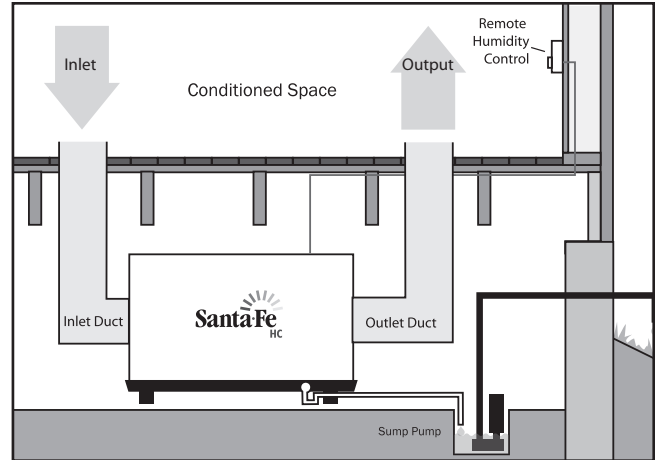 Remote
Humidity
Control
Inlet
Output
Conditioned Space
Santa·Fe
HC
Inlet Duct
Outlet Duct
Sump Pump